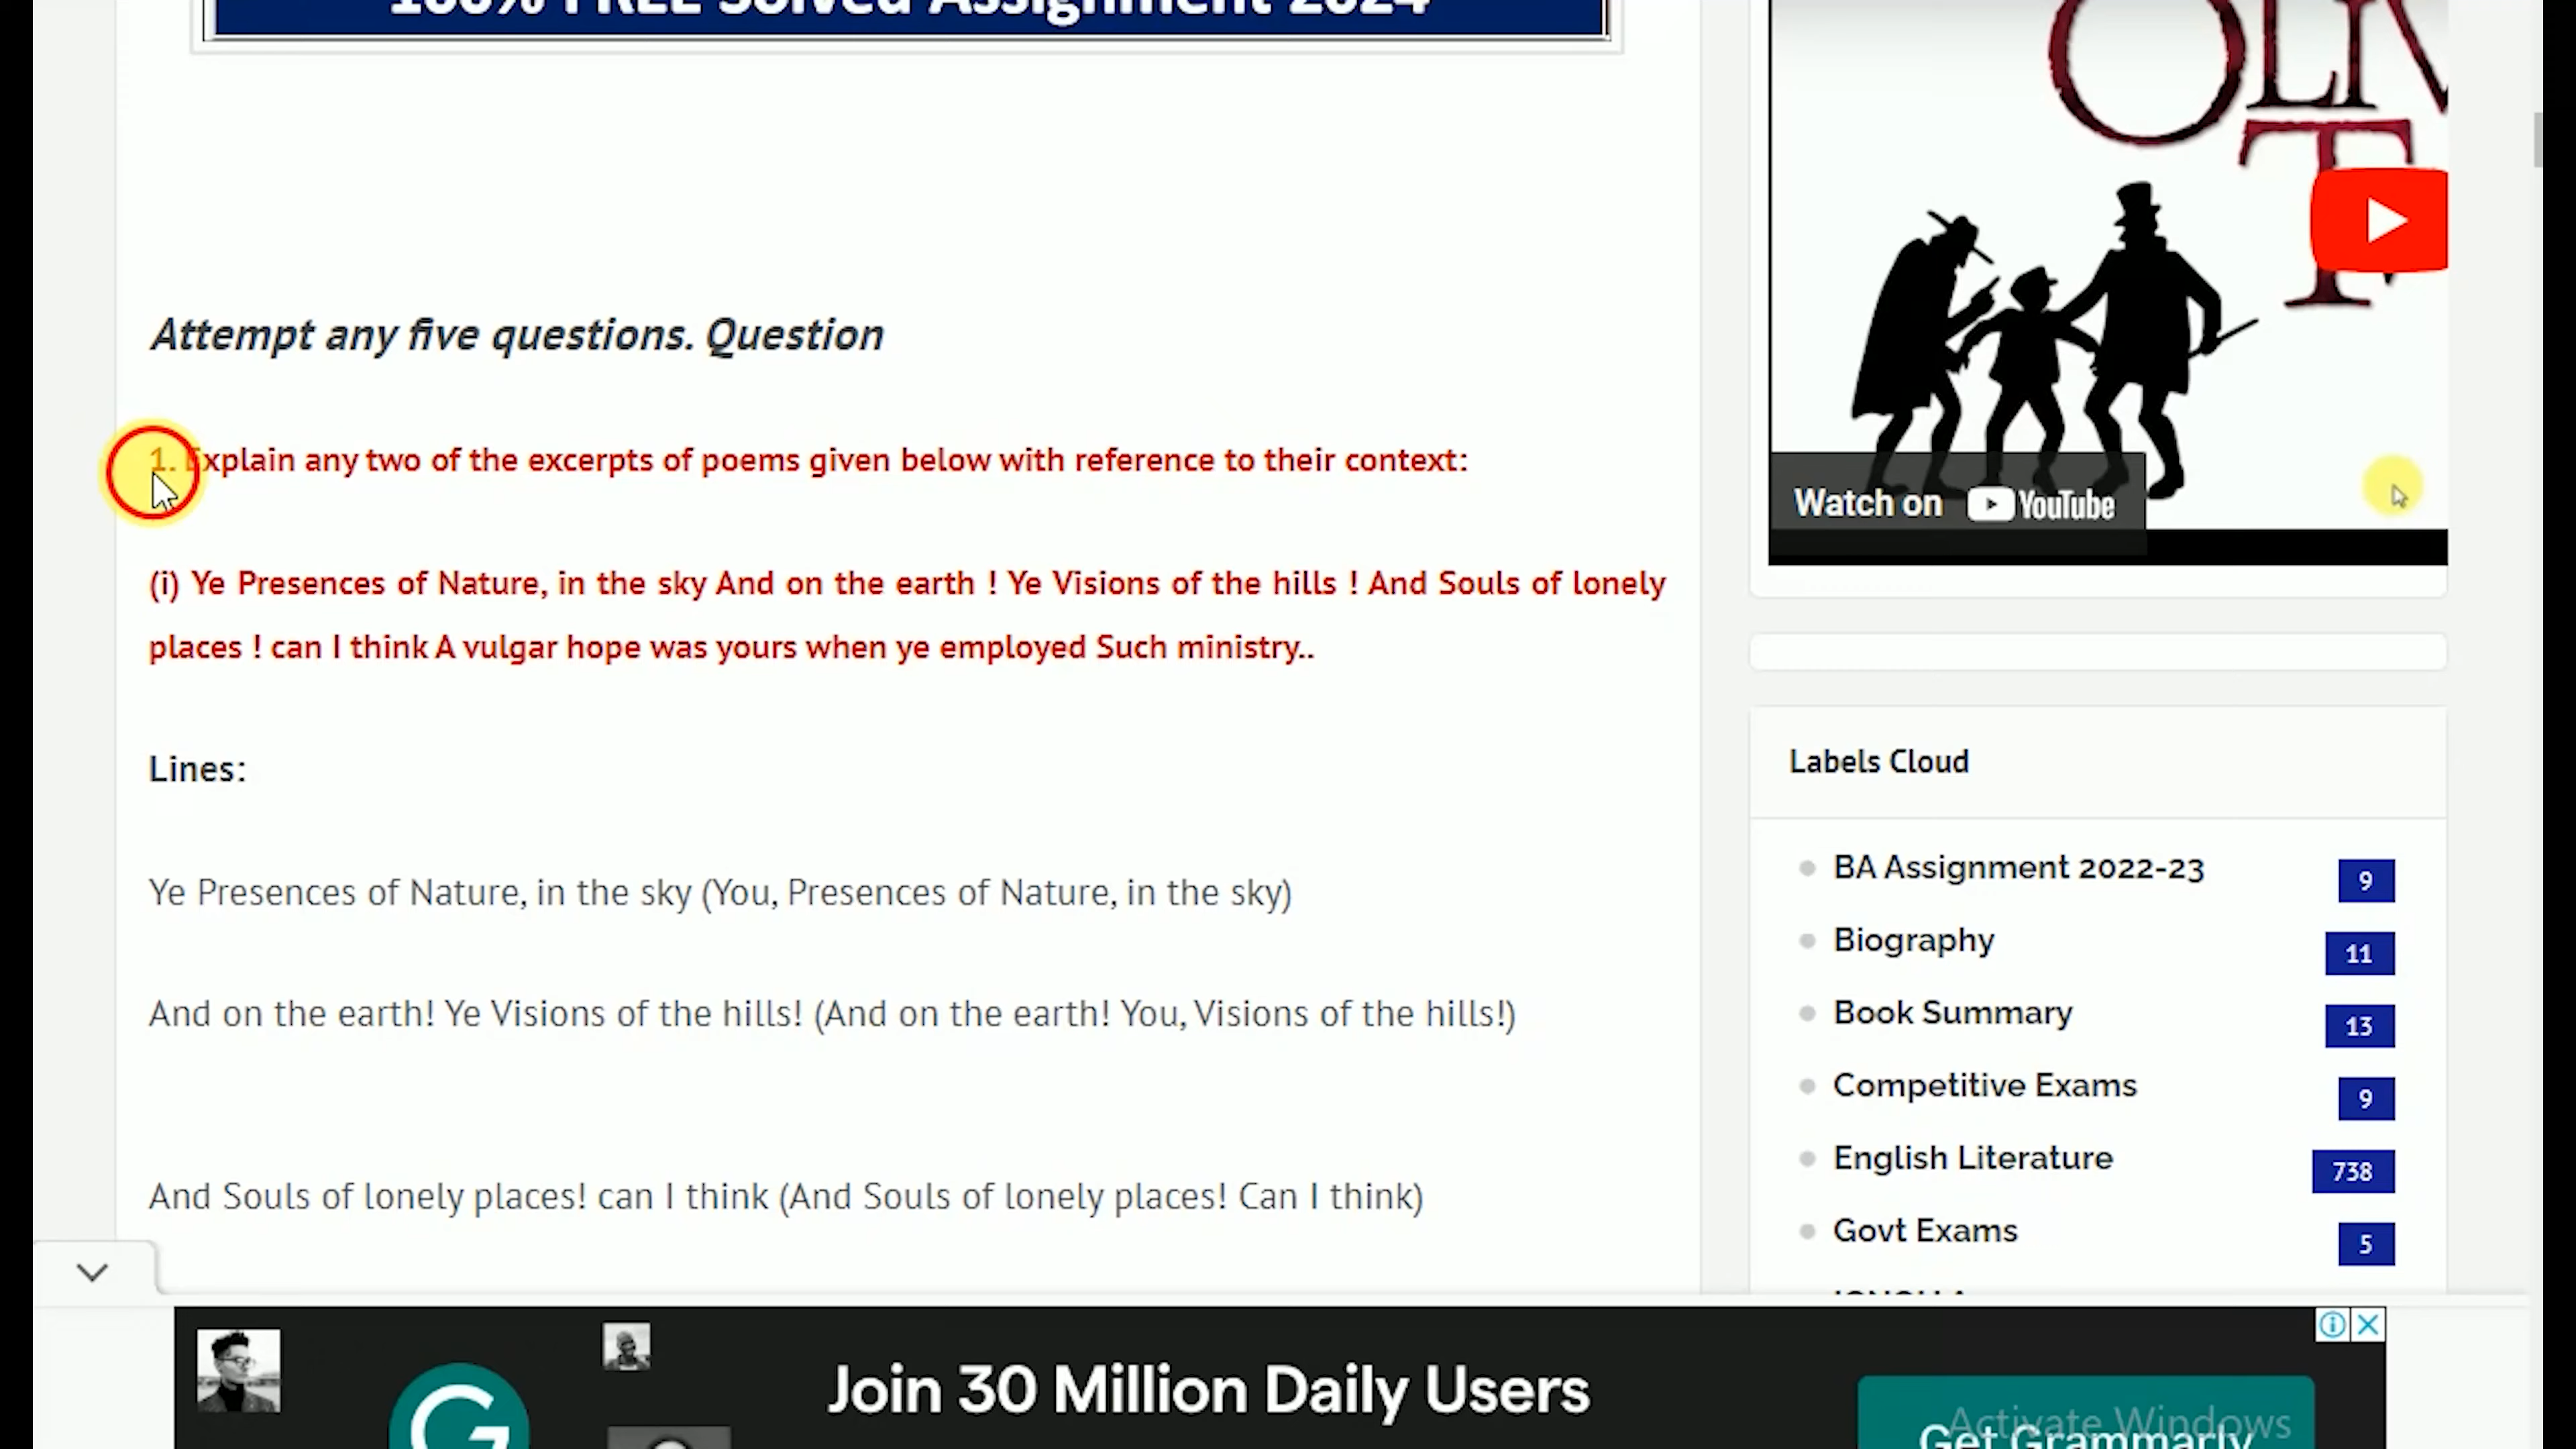 100% FREE Solved Assignment 2024
Attempt any five questions. Question
1. Explain any two of the excerpts of poems given below with reference to their context:
(i) Ye Presences of Nature, in the sky And on the earth ! Ye Visions of the hills ! And Souls of lonely
places ! can I think A vulgar hope was yours when ye employed Such ministry..
Lines:
Ye Presences of Nature, in the sky (You, Presences of Nature, in the sky)
And on the earth! Ye Visions of the hills! (And on the earth! You, Visions of the hills!)
And Souls of lonely places! can I think (And Souls of lonely places! Can I think)
OLIV
T
Watch on YouTube
Labels Cloud
BA Assignment 2022-23 9
Biography 11
Book Summary 13
Competitive Exams 9
English Literature 738
Govt Exams 5
Join 30 Million Daily Users
Get Grammarly
Activate Windows